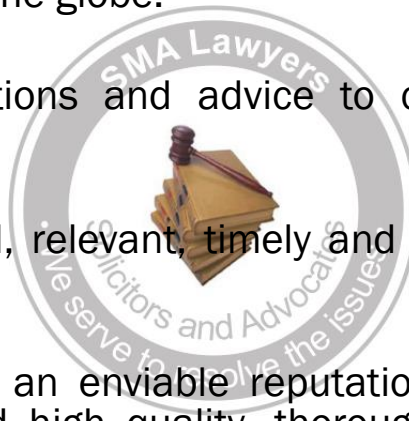 the globe.
SMA Lawyers
tions and advice to
, relevant, timely and
Solicitors and Advocates
• We serve to resolve the issues •
an enviable reputatio
high quality, thorough